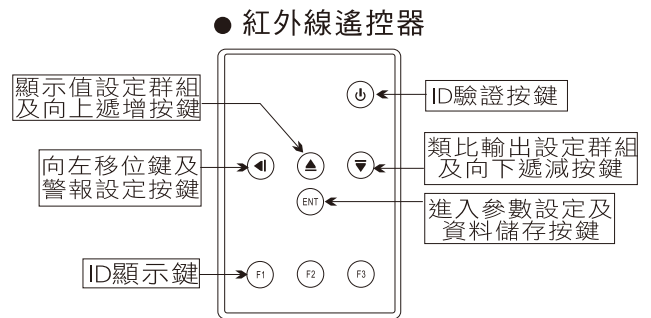 ● 紅外線遙控器
顯示值設定群組
及向上遞增按鍵
ID驗證按鍵
向左移位鍵及
警報設定按鍵
類比輸出設定群組
及向下遞減按鍵
ENT
進入參數設定及
資料儲存按鍵
ID顯示鍵
F1
F2
F3